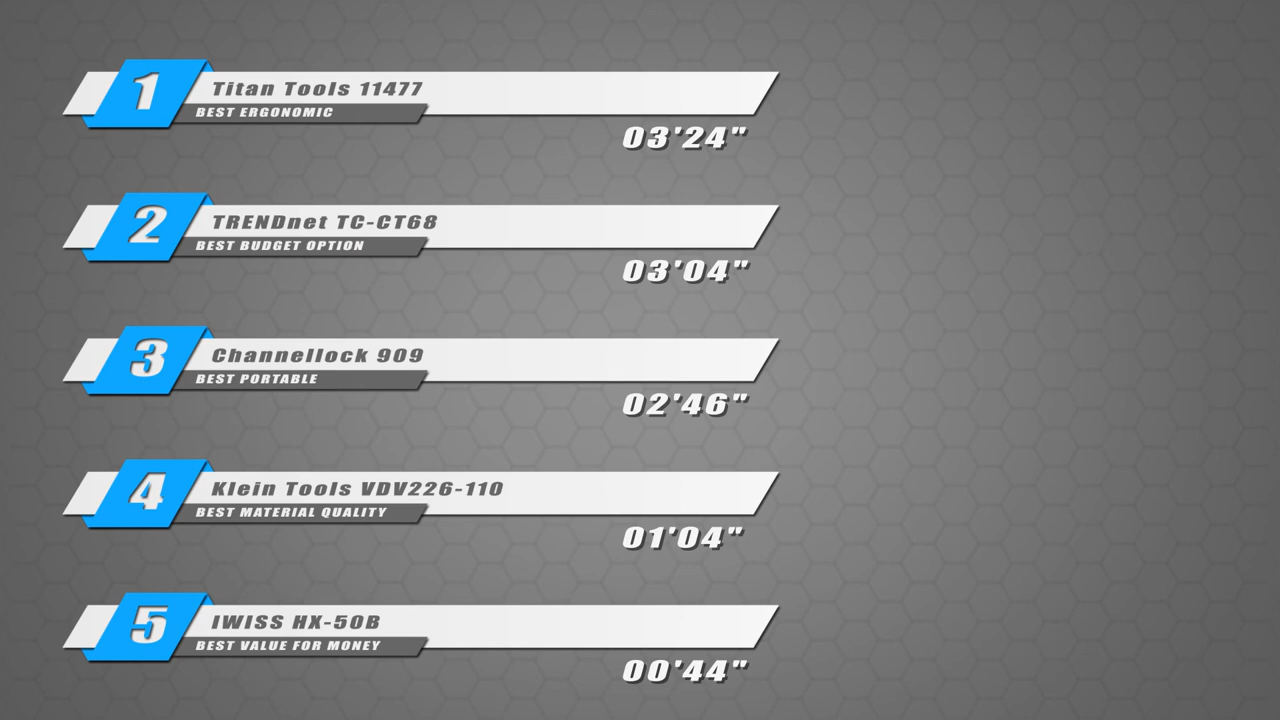 1
Titan Tools 11477
BEST ERGONOMIC
03'24"
2
TRENDnet TC-CT68
BEST BUDGET OPTION
03'04"
3
Channellock 909
BEST PORTABLE
02'46"
4
Klein Tools VDV226-110
BEST MATERIAL QUALITY
01'04"
5
IWISS HX-50B
BEST VALUE FOR MONEY
00'44"